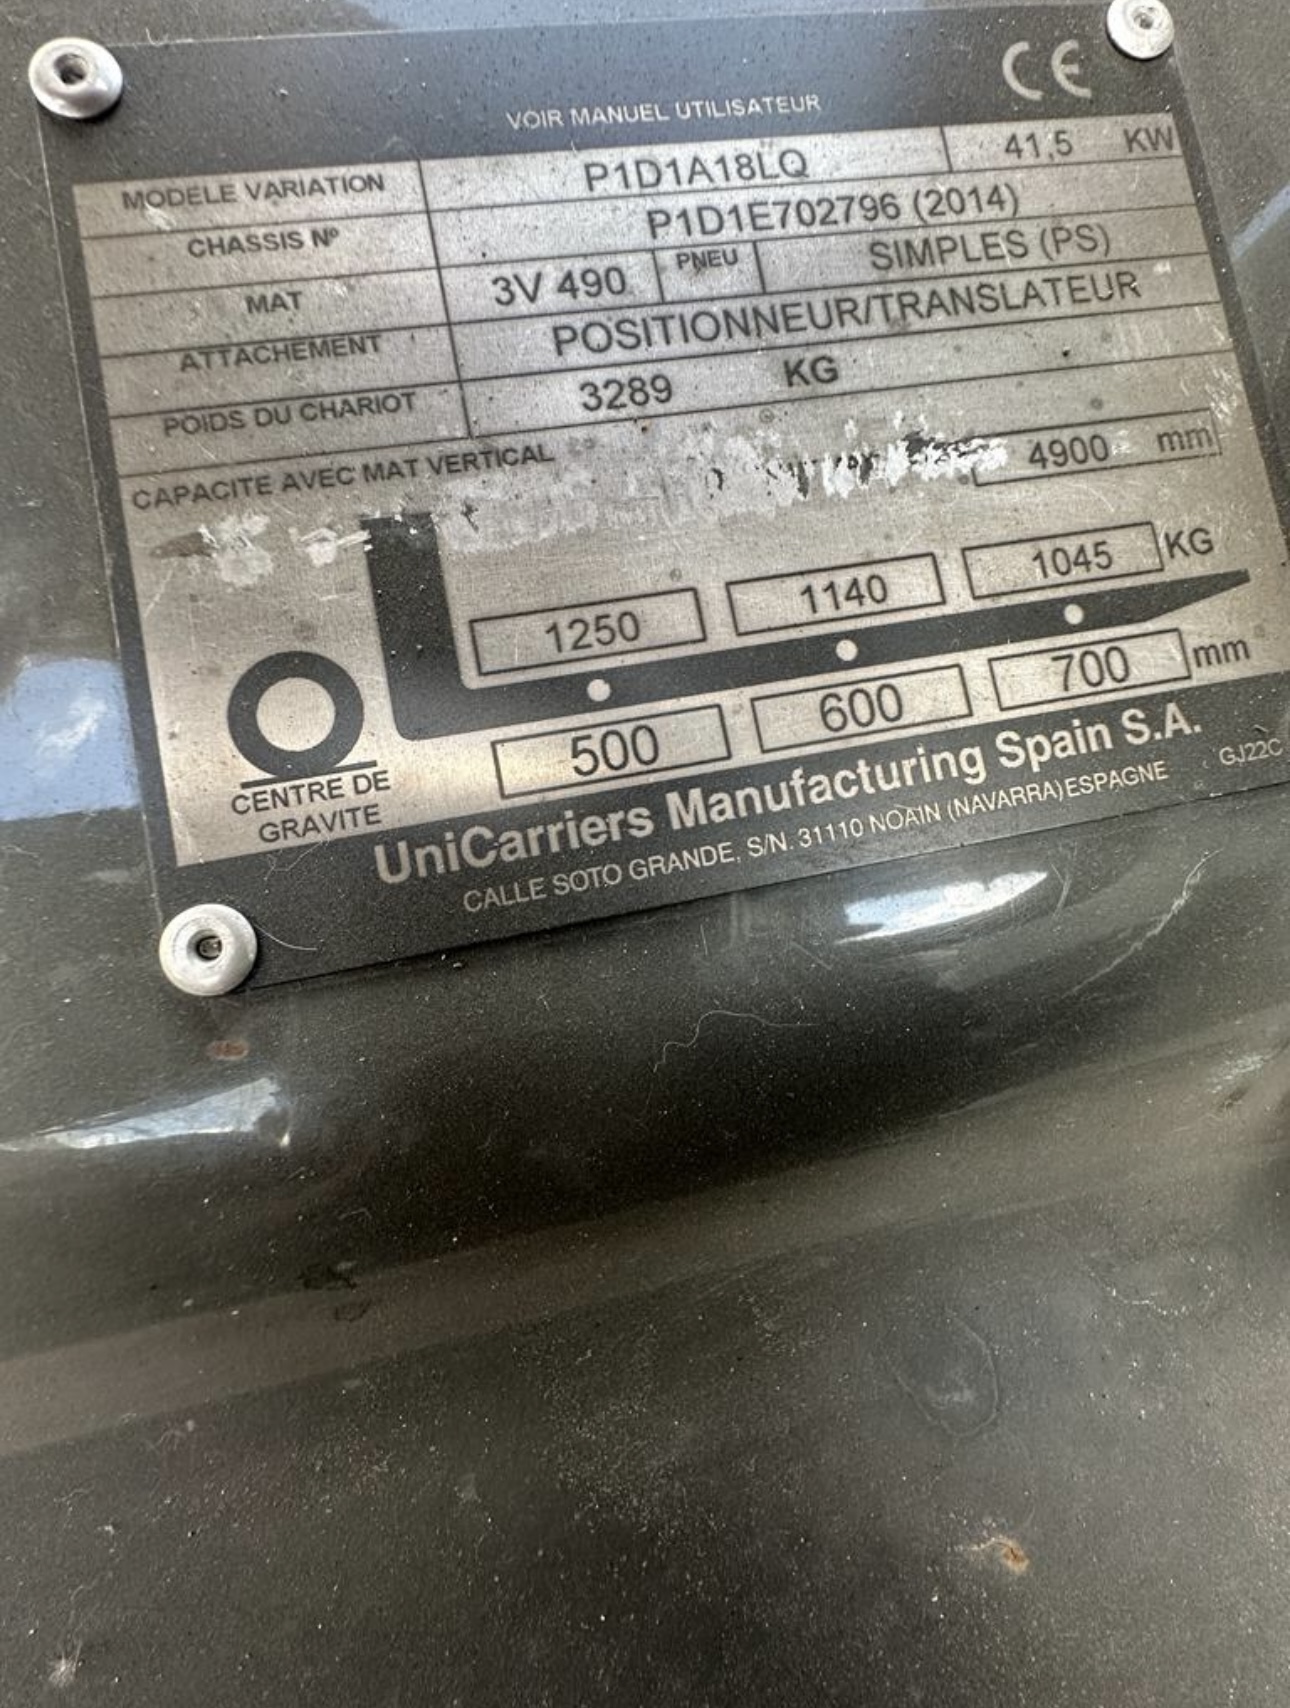 CE
VOIR MANUEL UTILISATEUR
MODELE VARIATION P1D1A18LQ 41,5 KW
CHASSIS Nº P1D1E702796 (2014)
MAT 3V 490 PNEU SIMPLES (PS)
ATTACHEMENT POSITIONNEUR/TRANSLATEUR
POIDS DU CHARIOT 3289 KG
CAPACITE AVEC MAT VERTICAL 4900 mm
1250 1140 1045 KG
500 600 700 mm
CENTRE DE
GRAVITE
UniCarriers Manufacturing Spain S.A.
CALLE SOTO GRANDE, S/N. 31110 NOAIN (NAVARRA) ESPAGNE GJ22C